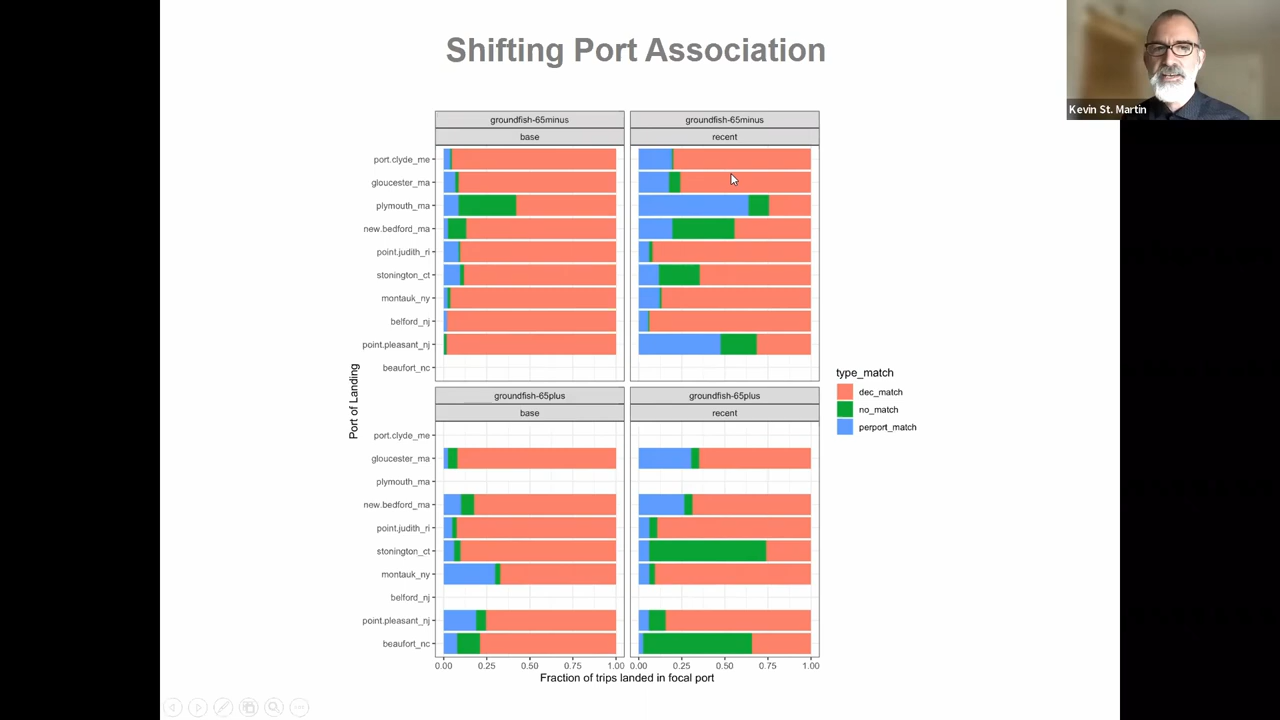 Shifting Port Association
Kevin St. Martin
groundfish-65minus
groundfish-65minus
base
recent
port.clyde_me
gloucester_ma
plymouth_ma
new.bedford_ma
point.judith_ri
stonington_ct
montauk_ny
belford_nj
point.pleasant_nj
beaufort_nc
groundfish-65plus
groundfish-65plus
base
recent
port.clyde_me
gloucester_ma
plymouth_ma
new.bedford_ma
point.judith_ri
stonington_ct
montauk_ny
belford_nj
point.pleasant_nj
beaufort_nc
Port of Landing
0.00 0.25 0.50 0.75 1.00
0.00 0.25 0.50 0.75 1.00
Fraction of trips landed in focal port
type_match
dec_match
no_match
perport_match